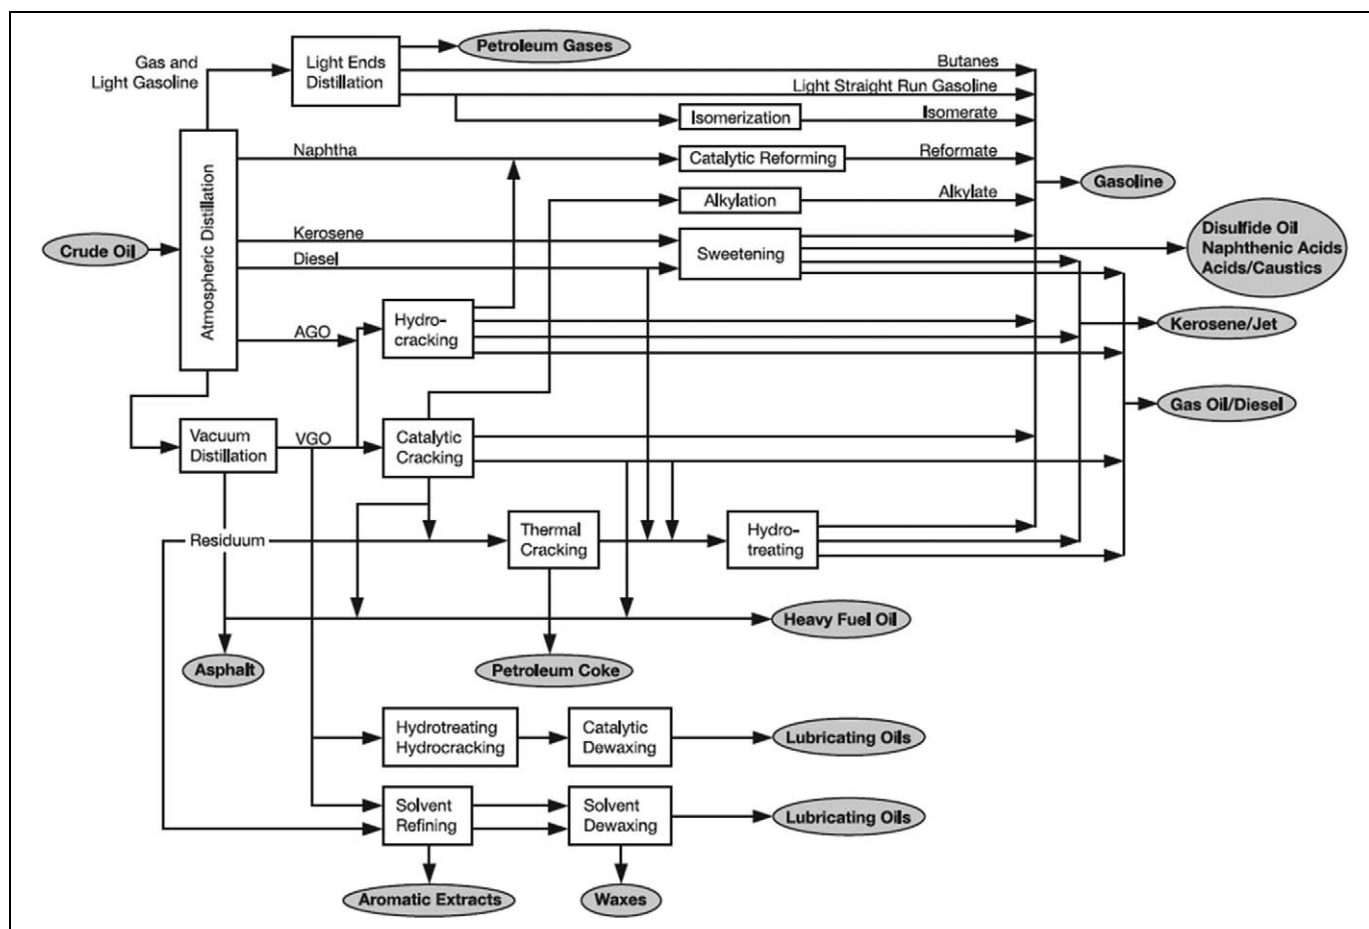 Gas and
Light Gasoline
Light Ends
Distillation
Petroleum Gases
Butanes
Light Straight Run Gasoline
Isomerization
Isomerate
Naphtha
Catalytic Reforming
Reformate
Gasoline
Alkylation
Alkylate
Atmospheric Distillation
Crude Oil
Kerosene
Diesel
Sweetening
Disulfide Oil
Naphthenic Acids
Acids/Caustics
AGO
Hydro-
cracking
Kerosene/Jet
Gas Oil/Diesel
Vacuum
Distillation
VGO
Catalytic
Cracking
Residuum
Thermal
Cracking
Hydro-
treating
Heavy Fuel Oil
Asphalt
Petroleum Coke
Hydrotreating
Hydrocracking
Catalytic
Dewaxing
Lubricating Oils
Solvent
Refining
Solvent
Dewaxing
Lubricating Oils
Aromatic Extracts
Waxes